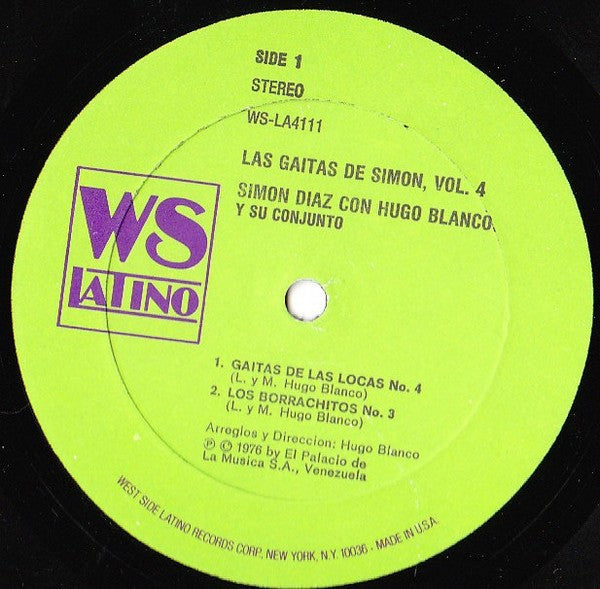 SIDE 1
STEREO
WS-LA4111
LAS GAITAS DE SIMON, VOL. 4
SIMON DIAZ CON HUGO BLANCO
Y SU CONJUNTO
WS
LATINO
1. GAITAS DE LAS LOCAS No. 4
(L. y M. Hugo Blanco)
2. LOS BORRACHITOS No. 3
(L. y M. Hugo Blanco)
Arreglos y Direccion: Hugo Blanco
℗ © 1976 by El Palacio de
La Musica S.A., Venezuela
WEST SIDE LATINO RECORDS CORP. NEW YORK, N.Y. 10036 - MADE IN U.S.A.